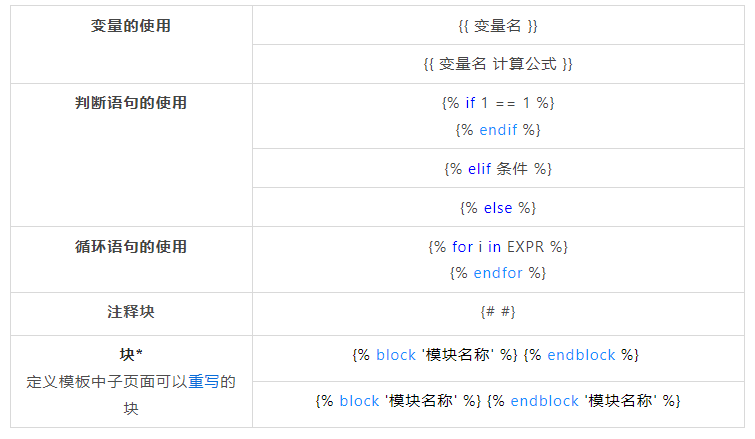 变量的使用
{{ 变量名 }}
{{ 变量名 计算公式 }}
判断语句的使用
{% if 1 == 1 %}
{% endif %}
{% elif 条件 %}
{% else %}
循环语句的使用
{% for i in EXPR %}
{% endfor %}
注释块
{# #}
块*
定义模板中子页面可以重写的
块
{% block '模块名称' %} {% endblock %}
{% block '模块名称' %} {% endblock '模块名称' %}